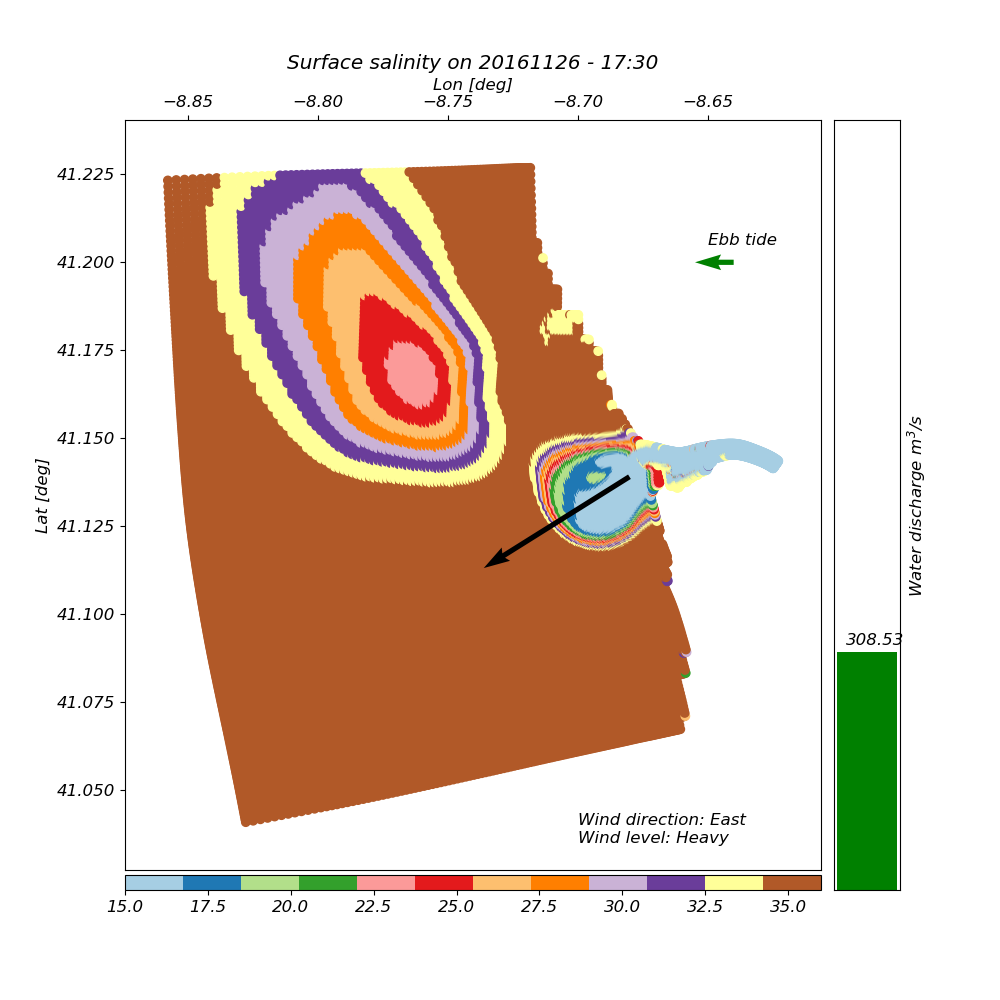 Surface salinity on 20161126 - 17:30
Lon [deg]
−8.85 −8.80 −8.75 −8.70 −8.65
41.225
41.200
41.175
41.150
41.125
41.100
41.075
41.050
Lat [deg]
Ebb tide
Wind direction: East
Wind level: Heavy
308.53
Water discharge m³/s
15.0 17.5 20.0 22.5 25.0 27.5 30.0 32.5 35.0